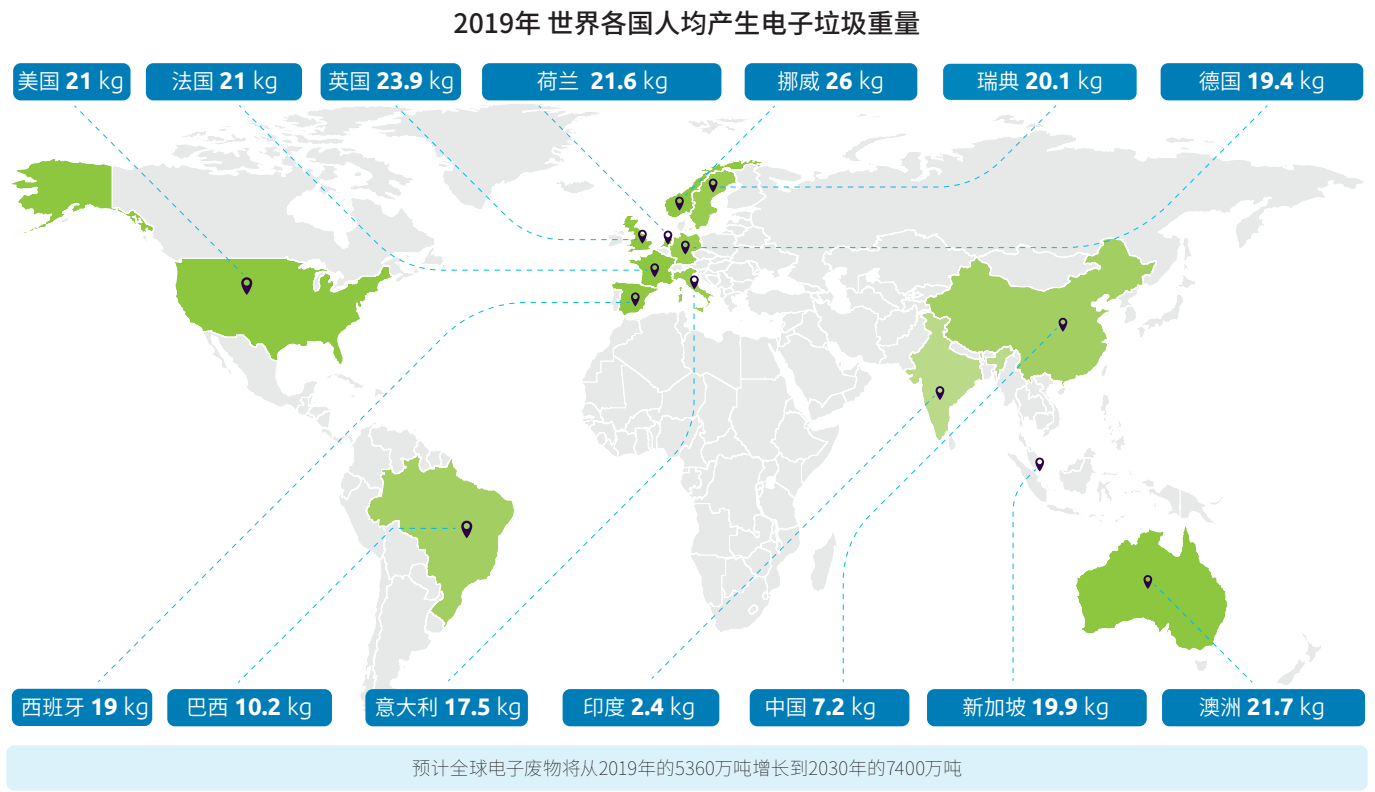 2019年 世界各国人均产生电子垃圾重量
美国 21 kg
法国 21 kg
英国 23.9 kg
荷兰 21.6 kg
挪威 26 kg
瑞典 20.1 kg
德国 19.4 kg
西班牙 19 kg
巴西 10.2 kg
意大利 17.5 kg
印度 2.4 kg
中国 7.2 kg
新加坡 19.9 kg
澳洲 21.7 kg
预计全球电子废物将从2019年的5360万吨增长到2030年的7400万吨